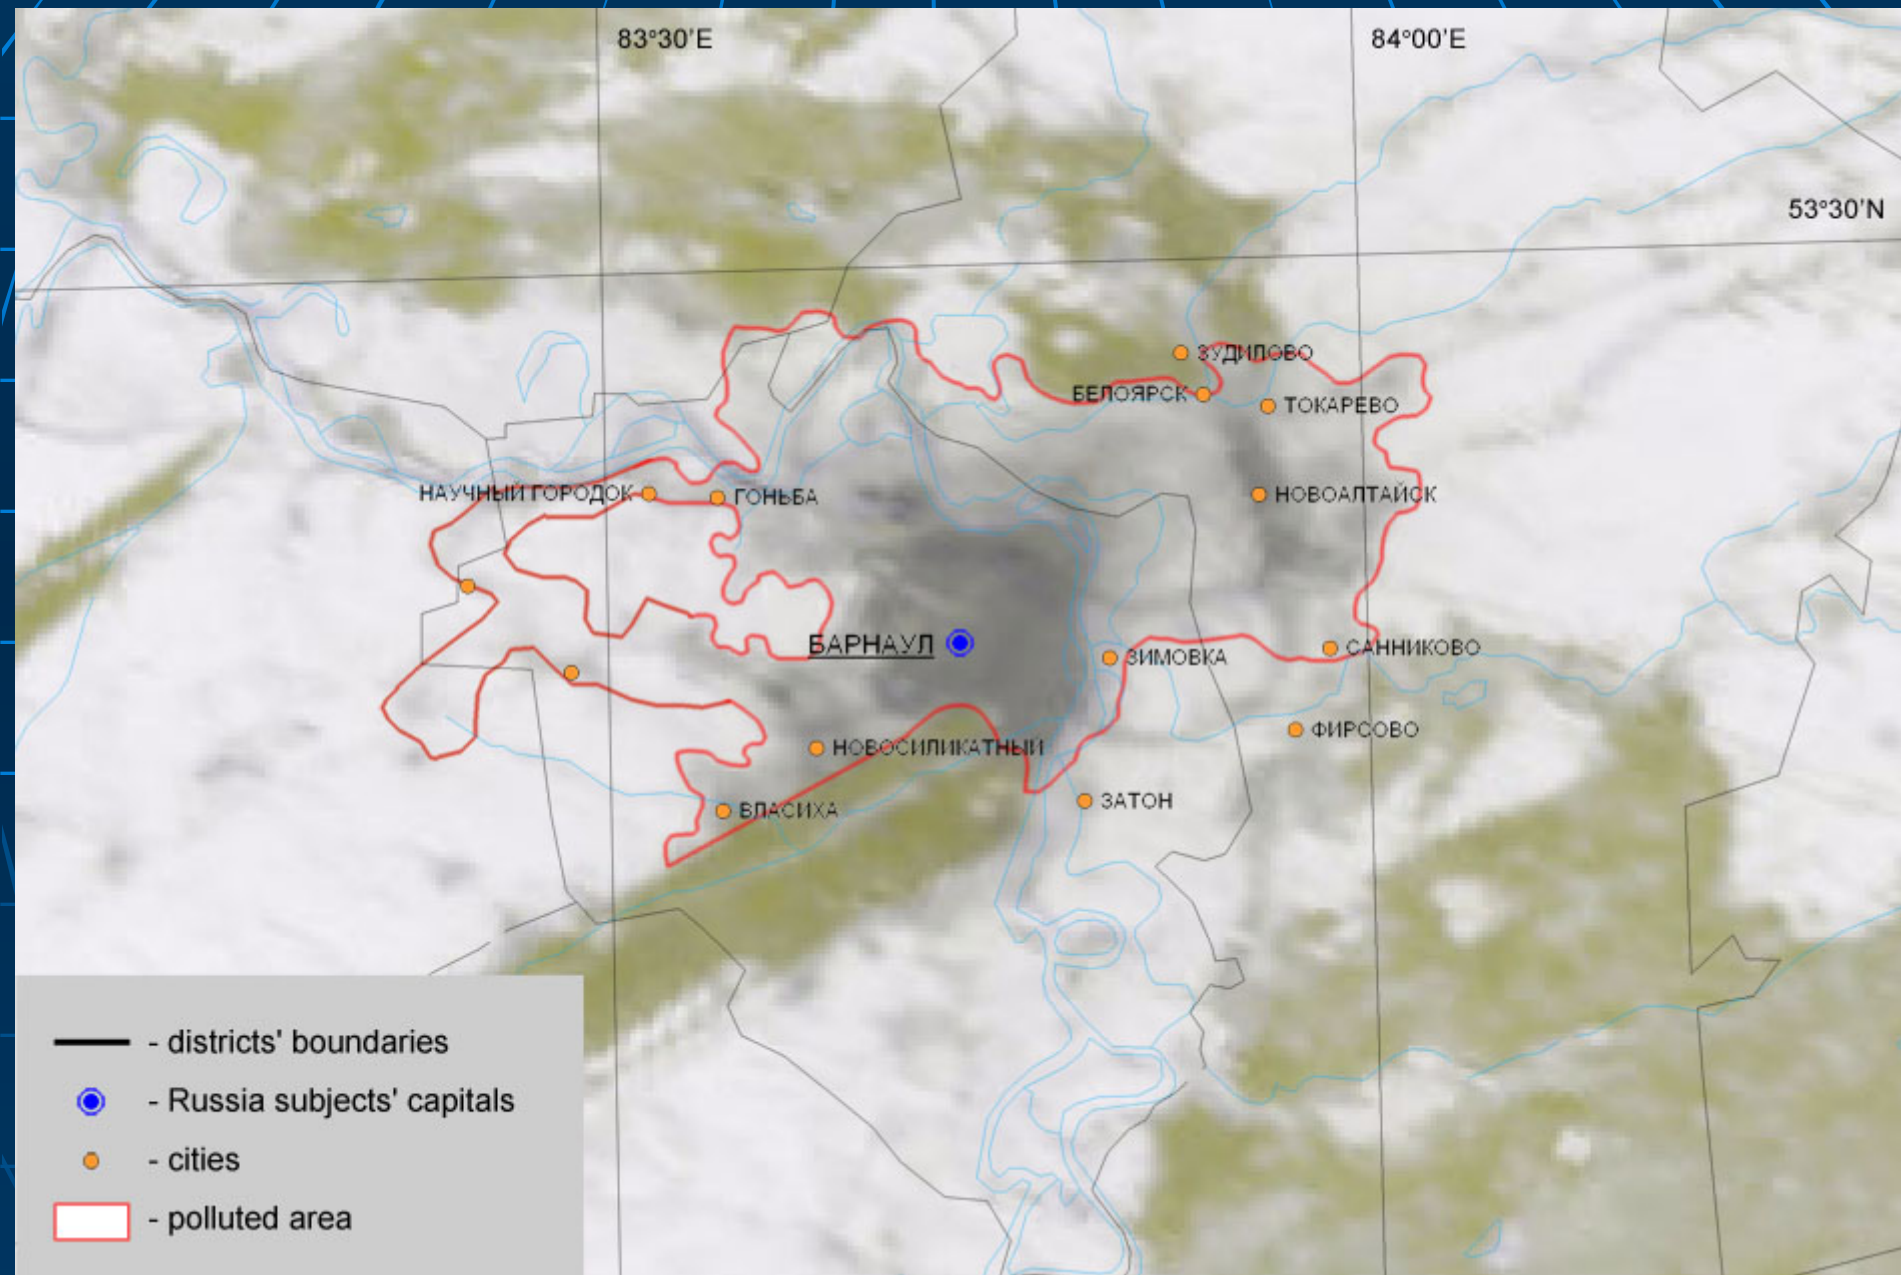 83°30'E
84°00'E
53°30'N
ЗУДИЛОВО
БЕЛОЯРСК
ТОКАРЕВО
НАУЧНЫЙ ГОРОДОК
ГОНЬБА
НОВОАЛТАЙСК
БАРНАУЛ
ЗИМОВКА
САННИКОВО
ФИРСОВО
НОВОСИЛИКАТНЫЙ
ВЛАСИХА
ЗАТОН
- districts' boundaries
- Russia subjects' capitals
- cities
- polluted area